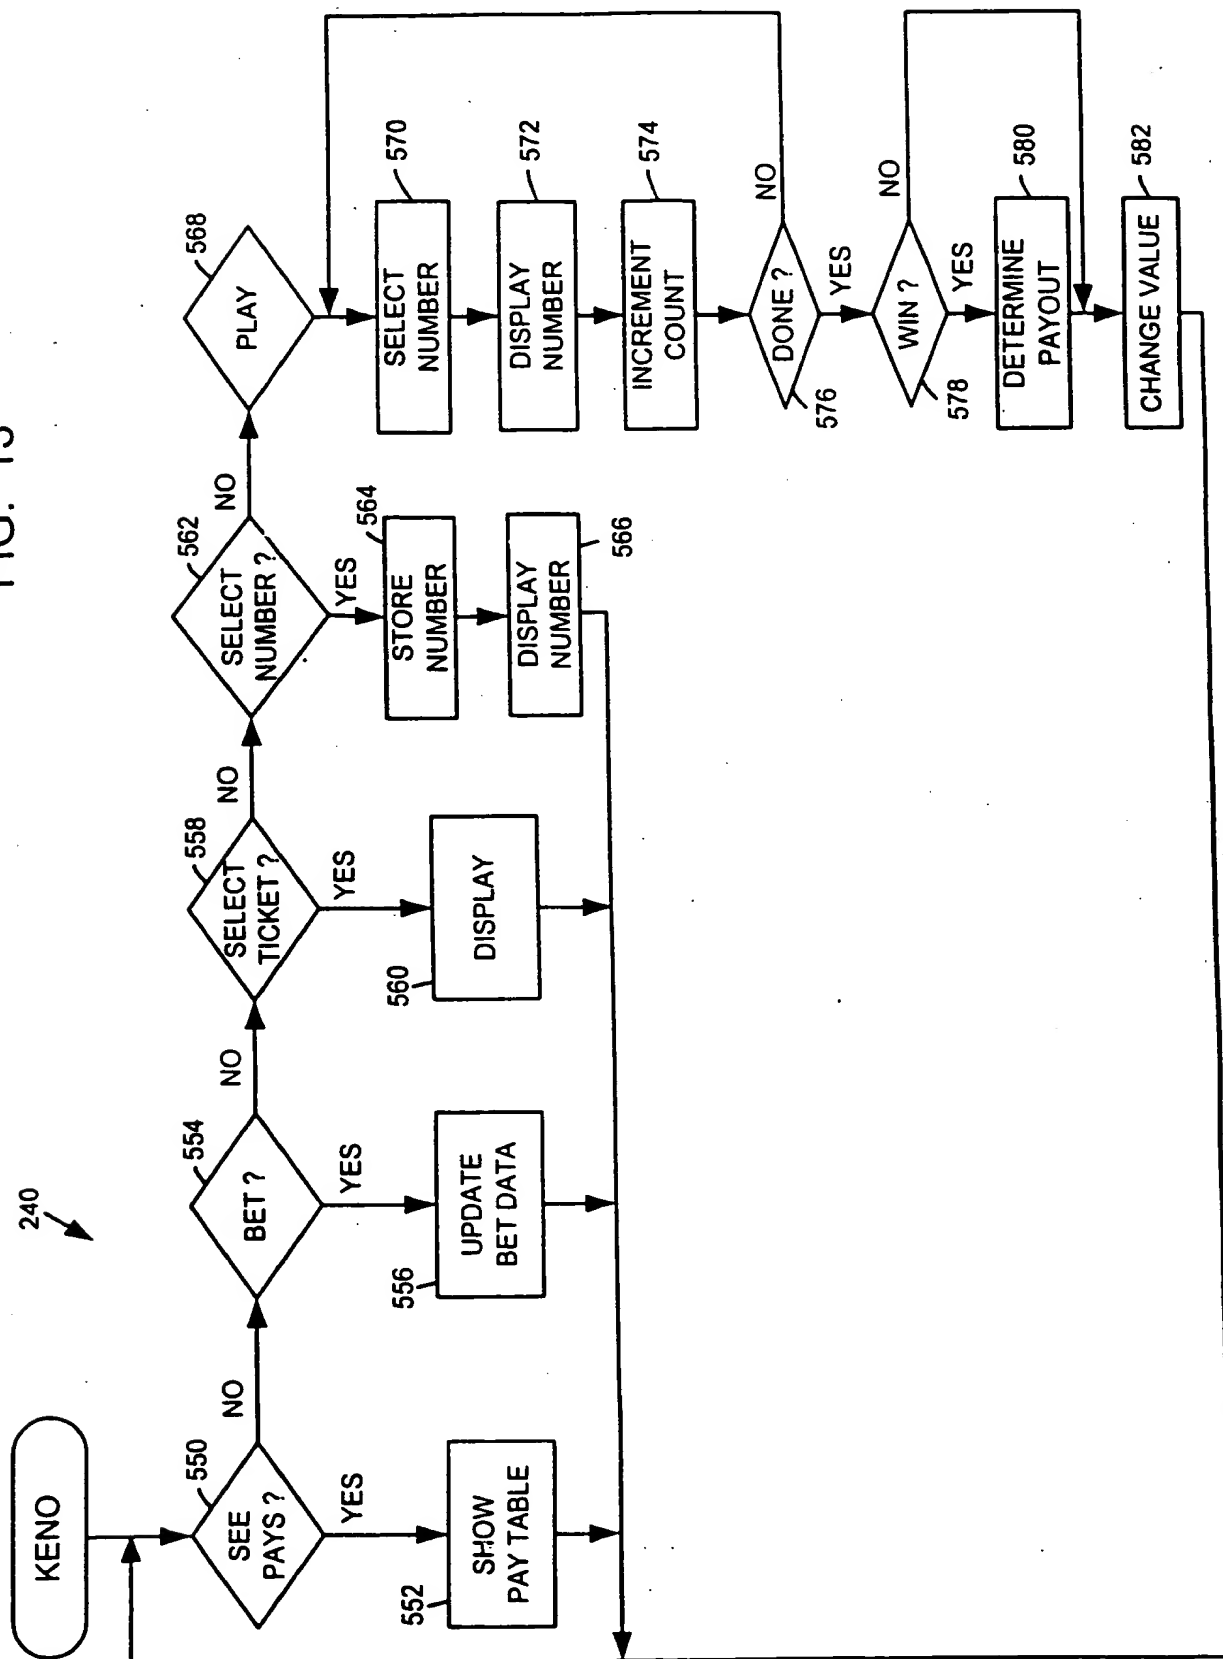 FIG.
240
KENO
550
SEE
PAYS ?
NO
YES
552
SHOW
PAY TABLE
554
BET ?
NO
YES
556
UPDATE
BET DATA
558
SELECT
TICKET ?
NO
YES
560
DISPLAY
562
SELECT
NUMBER ?
NO
YES
564
STORE
NUMBER
566
DISPLAY
NUMBER
568
PLAY
570
SELECT
NUMBER
572
DISPLAY
NUMBER
574
INCREMENT
COUNT
576
DONE ?
NO
YES
578
WIN ?
NO
YES
580
DETERMINE
PAYOUT
582
CHANGE VALUE